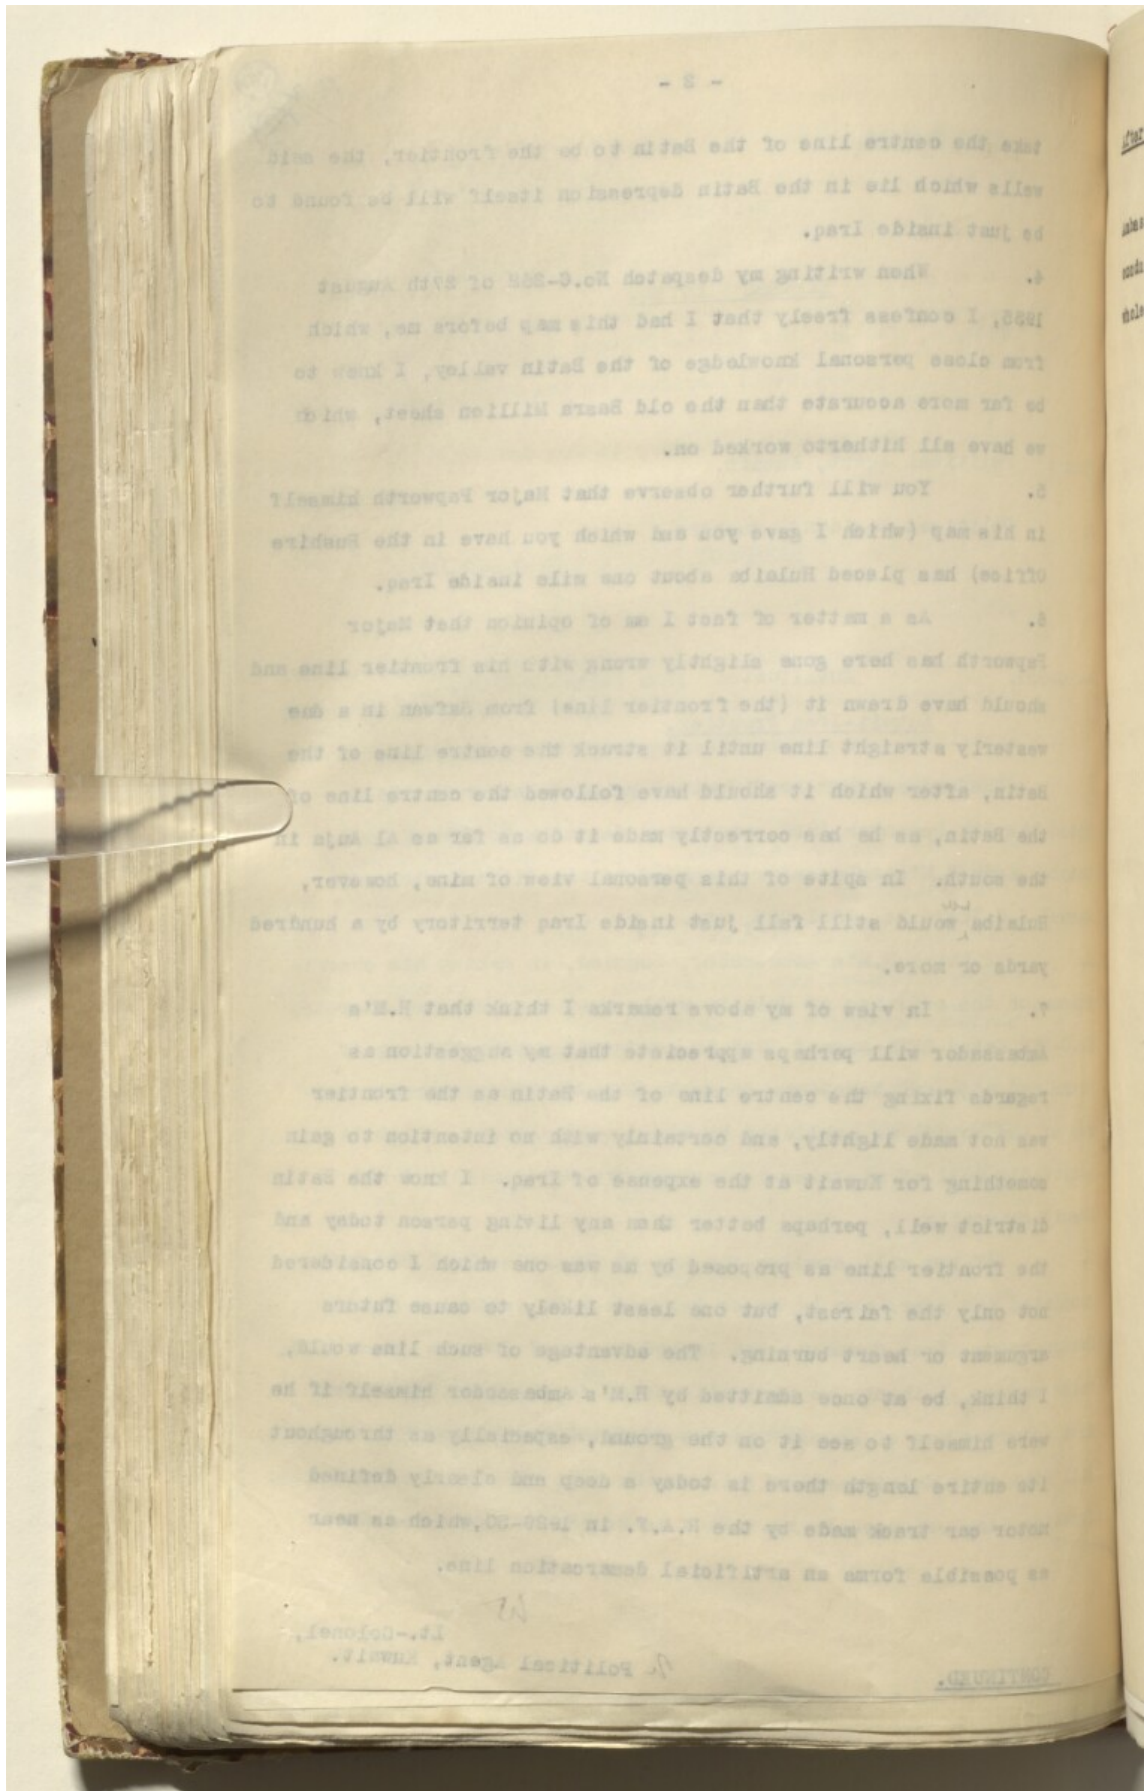 - 2 -
take the centre line of the Batin to be the frontier, the said
wells which lie in the Batin depression itself will be found to
be just inside Iraq.
4. When writing my despatch No.C-262 of 27th August
1935, I confess freely that I had this map before me, which
from close personal knowledge of the Batin valley, I knew to
be far more accurate than the old Basra Million sheet, which
we have all hitherto worked on.
5. You will further observe that Major Papworth himself
in his map (which I gave you and which you have in the Bushire
Office) has placed Hulaiba about one mile inside Iraq.
6. As a matter of fact I am of opinion that Major
Papworth has here gone slightly wrong with his frontier line and
should have drawn it (the frontier line) from Safwan in a due
westerly straight line until it struck the centre line of the
Batin, after which it should have followed the centre line of
the Batin, as he has correctly made it do as far as Al Auja in
the south. In spite of this personal view of mine, however,
Hulaiba would still fall just inside Iraq territory by a hundred
yards or more.
7. In view of my above remarks I think that H.M's
Ambassador will perhaps appreciate that my suggestion as
regards fixing the centre line of the Batin as the frontier
was not made lightly, and certainly with no intention to gain
something for Kuwait at the expense of Iraq. I know the Batin
district well, perhaps better than any living person today and
the frontier line as proposed by me was one which I considered
not only the fairest, but one least likely to cause future
argument or heart burning. The advantage of such line would,
I think, be at once admitted by H.M's Ambassador himself if he
were himself to see it on the ground, especially as throughout
its entire length there is today a deep and clearly defined
motor car track made by the R.A.F. in 1928-30, which as near
as possible forms an artificial demarcation line.
Lt.-Colonel,
Political Agent, Kuwait.
CONTINUED.
After